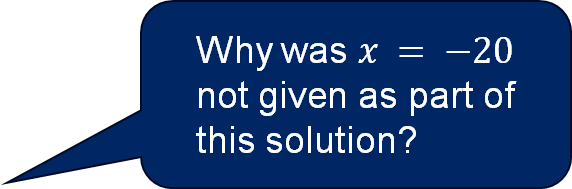 Why was x = −20
not given as part of
this solution?